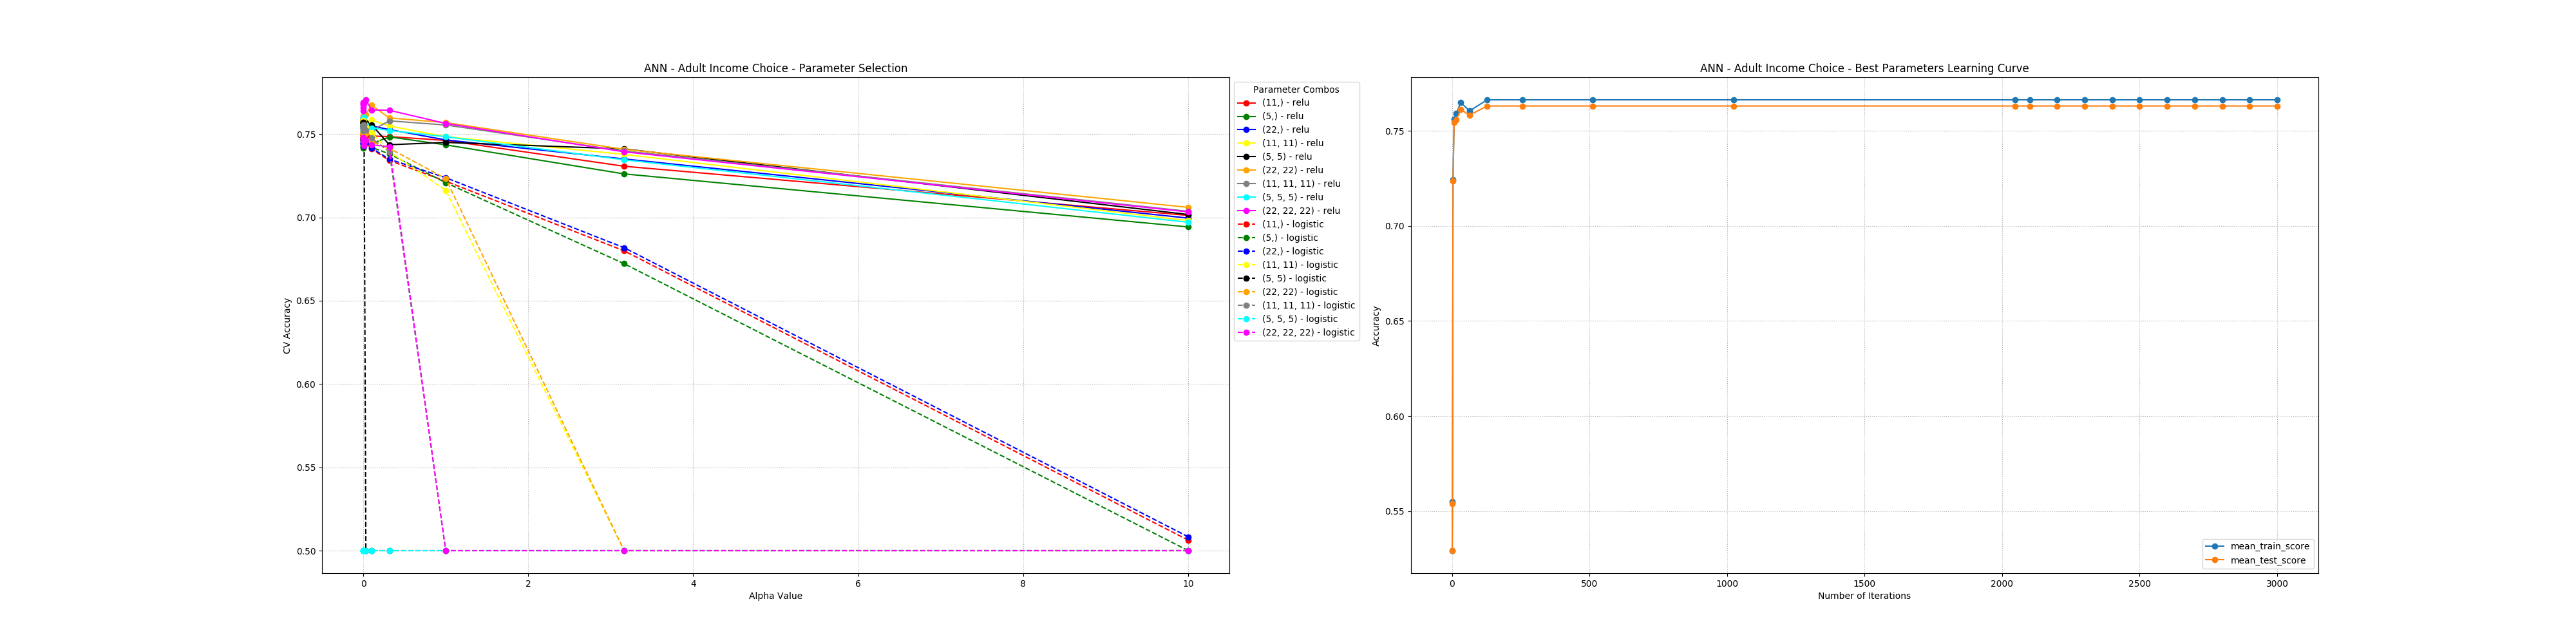 ANN - Adult Income Choice - Parameter Selection
CV Accuracy
0.75
0.70
0.65
0.60
0.55
0.50
0 2 4 6 8 10
Alpha Value
Parameter Combos
(11,) - relu
(5,) - relu
(22,) - relu
(11, 11) - relu
(5, 5) - relu
(22, 22) - relu
(11, 11, 11) - relu
(5, 5, 5) - relu
(22, 22, 22) - relu
(11,) - logistic
(5,) - logistic
(22,) - logistic
(11, 11) - logistic
(5, 5) - logistic
(22, 22) - logistic
(11, 11, 11) - logistic
(5, 5, 5) - logistic
(22, 22, 22) - logistic
ANN - Adult Income Choice - Best Parameters Learning Curve
Accuracy
0.75
0.70
0.65
0.60
0.55
0 500 1000 1500 2000 2500 3000
Number of Iterations
mean_train_score
mean_test_score